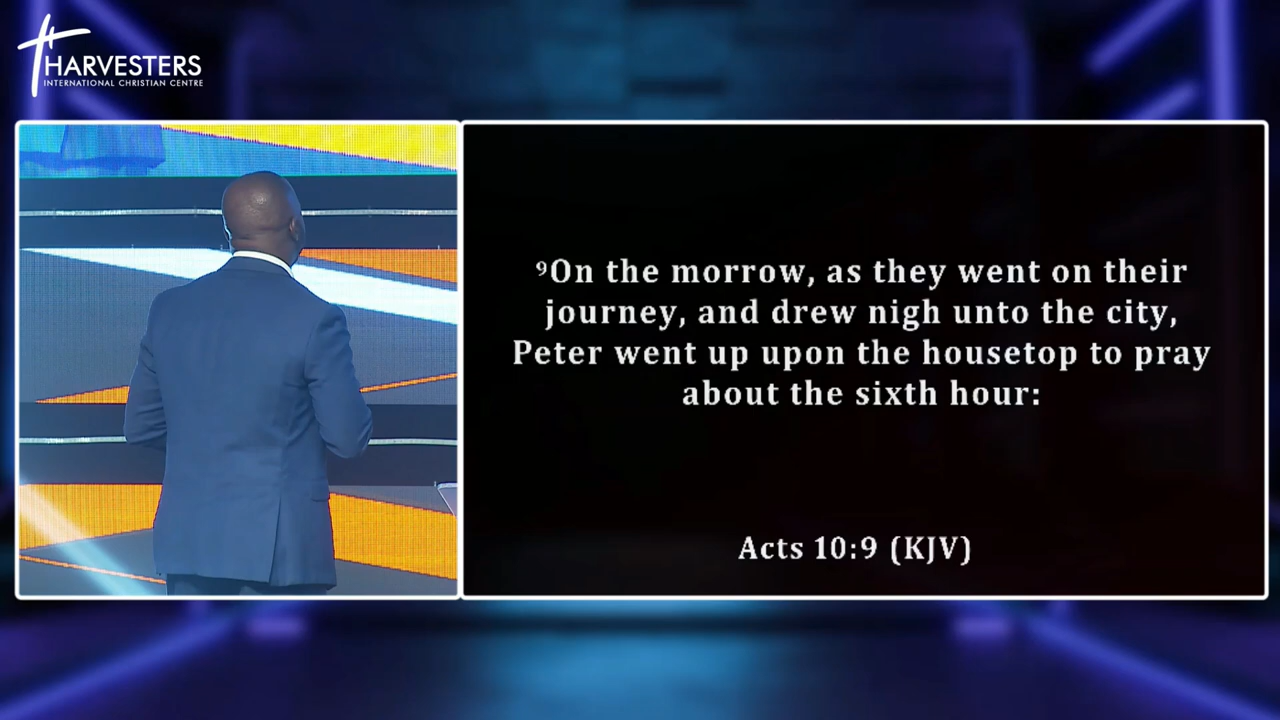 HARVESTERS
INTERNATIONAL CHRISTIAN CENTRE
⁹On the morrow, as they went on their
journey, and drew nigh unto the city,
Peter went up upon the housetop to pray
about the sixth hour:
Acts 10:9 (KJV)